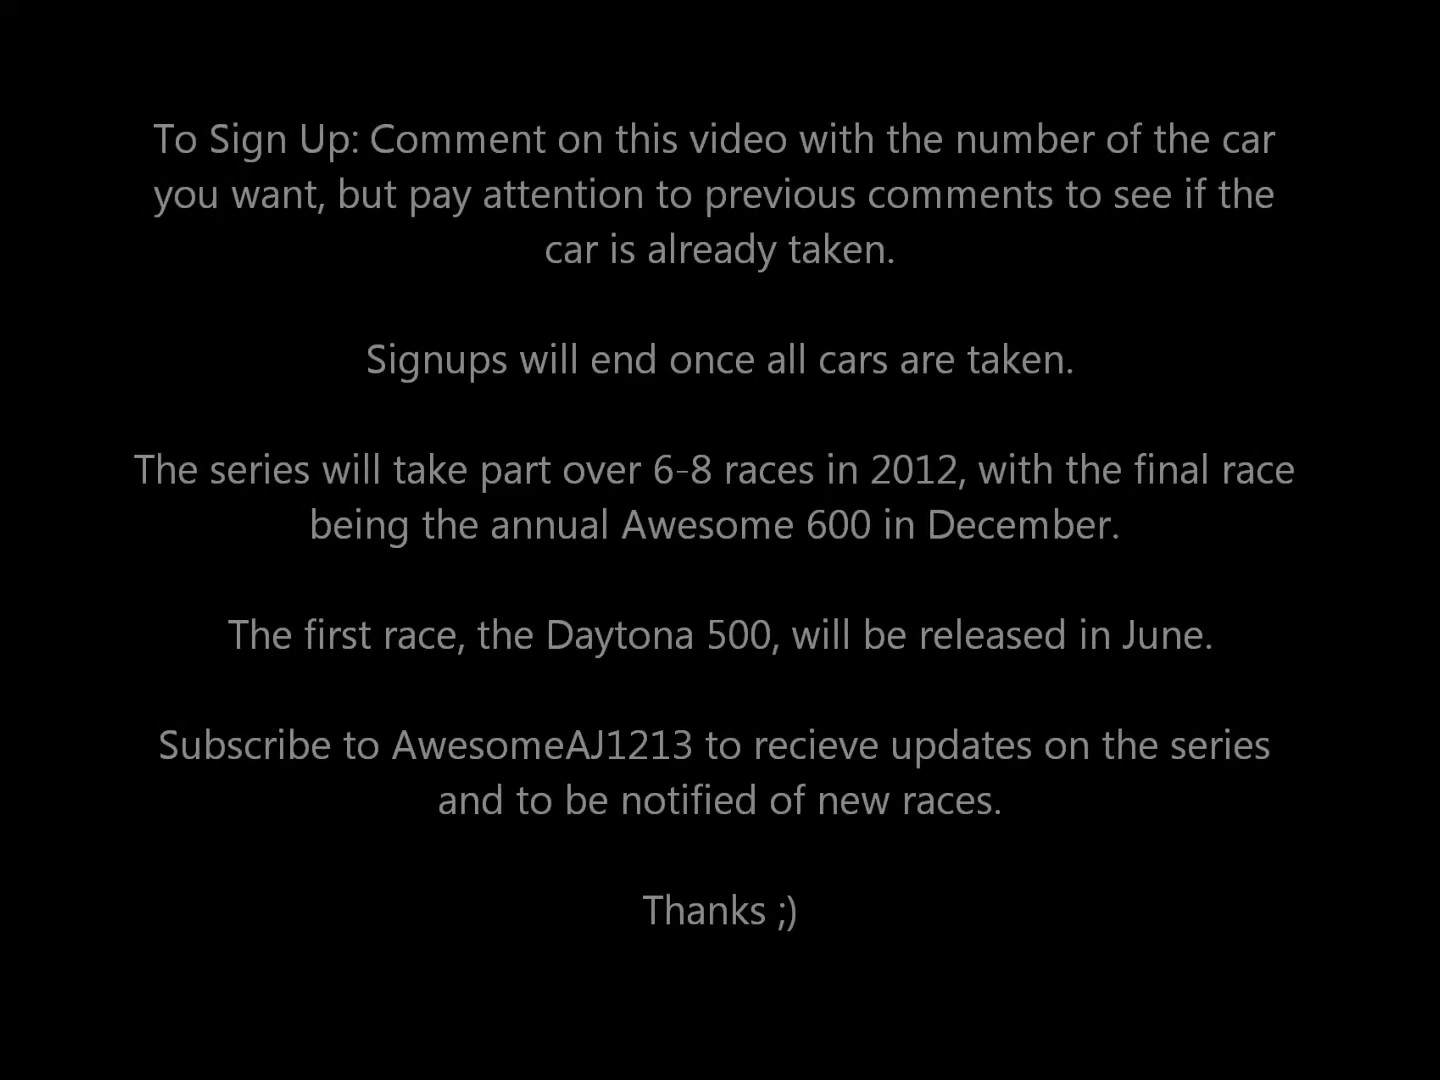 To Sign Up: Comment on this video with the number of the car
you want, but pay attention to previous comments to see if the
car is already taken.
Signups will end once all cars are taken.
The series will take part over 6-8 races in 2012, with the final race
being the annual Awesome 600 in December.
The first race, the Daytona 500, will be released in June.
Subscribe to AwesomeAJ1213 to recieve updates on the series
and to be notified of new races.
Thanks ;)